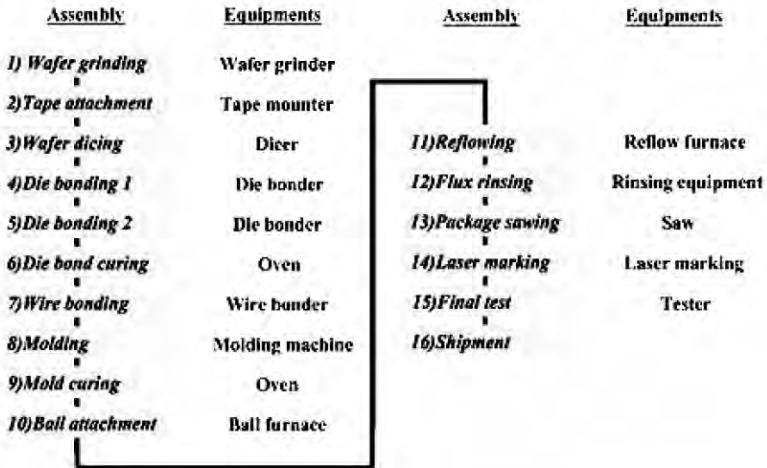 Assembly Equipments
1) Wafer grinding Wafer grinder
2)Tape attachment Tape mounter
3)Wafer dicing Dicer
4)Die bonding 1 Die bonder
5)Die bonding 2 Die bonder
6)Die bond curing Oven
7)Wire bonding Wire bonder
8)Molding Molding machine
9)Mold curing Oven
10)Ball attachment Ball furnace
Assembly Equipments
11)Reflowing Reflow furnace
12)Flux rinsing Rinsing equipment
13)Package sawing Saw
14)Laser marking Laser marking
15)Final test Tester
16)Shipment